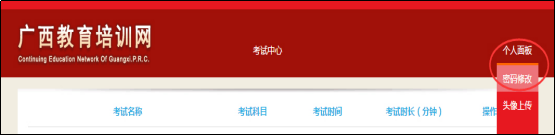 广西教育培训网
Continuing Education Network Of Guangxi.P.R.C.
考试中心
个人面板
密码修改
头像上传
考试名称 考试科目 考试时间 考试时长（分钟） 操作